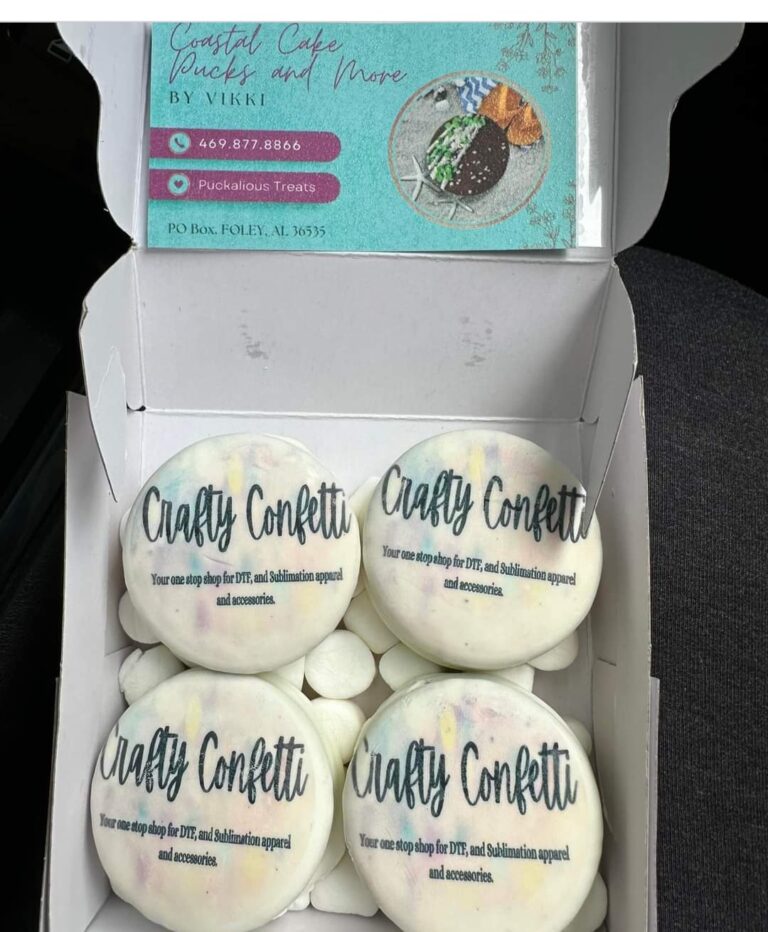 Coastal Cake
Pucks and More
BY VIKKI
469.877.8866
Puckalious Treats
PO Box. FOLEY, AL 36535
Crafty Confetti
Your one stop shop for DTF, and Sublimation apparel
and accessories.
Crafty Confetti
Your one stop shop for DTF, and Sublimation apparel
and accessories.
Crafty Confetti
Your one stop shop for DTF, and Sublimation apparel
and accessories.
Crafty Confetti
Your one stop shop for DTF, and Sublimation apparel
and accessories.